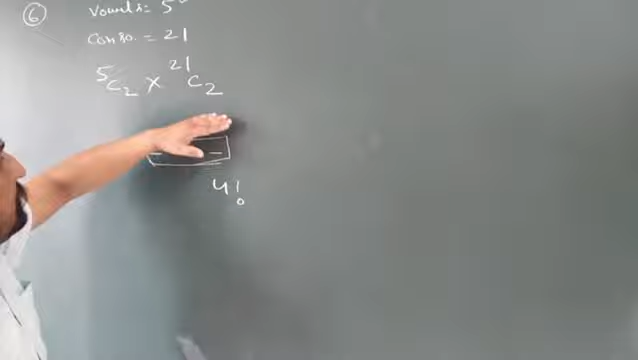 6
Vowels = 5
Conso. = 21
⁵C₂ × ²¹C₂
4!